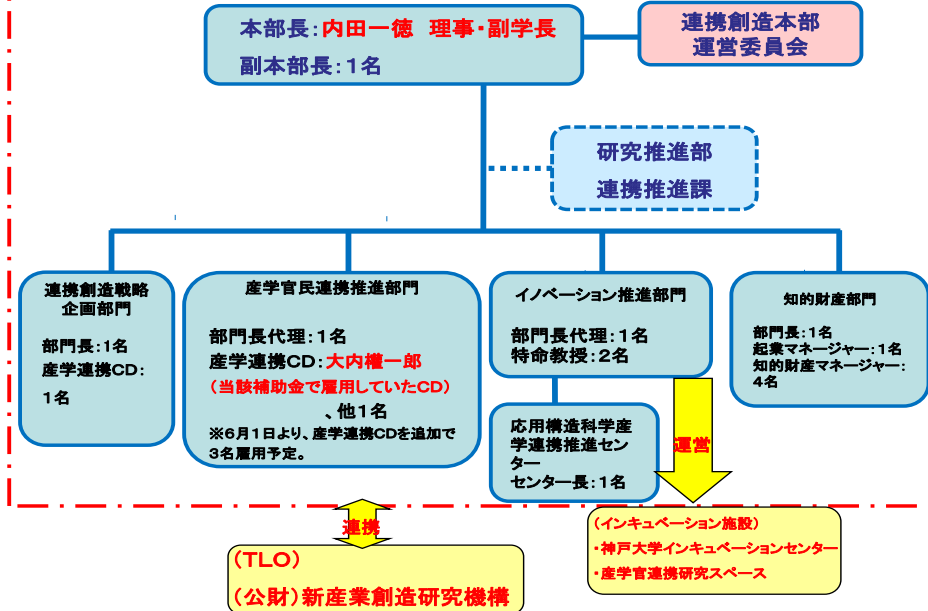 本部長：内田一徳　理事・副学長
副本部長：１名
連携創造本部
運営委員会
研究推進部
連携推進課
連携創造戦略
企画部門
部門長：1名
産学連携CD：
1名
産学官民連携推進部門
部門長代理：1名
産学連携CD：大内權一郎
（当該補助金で雇用していたCD）
、他1名
※6月1日より、産学連携CDを追加で
3名雇用予定。
イノベーション推進部門
部門長代理：1名
特命教授：2名
応用構造科学産
学連携推進セン
ター
センター長：1名
知的財産部門
部門長：1名
起業マネージャー：1名
知的財産マネージャー：
4名
運営
連携
（TLO）
（公財）新産業創造研究機構
（インキュベーション施設）
・神戸大学インキュベーションセンター
・産学官連携研究スペース